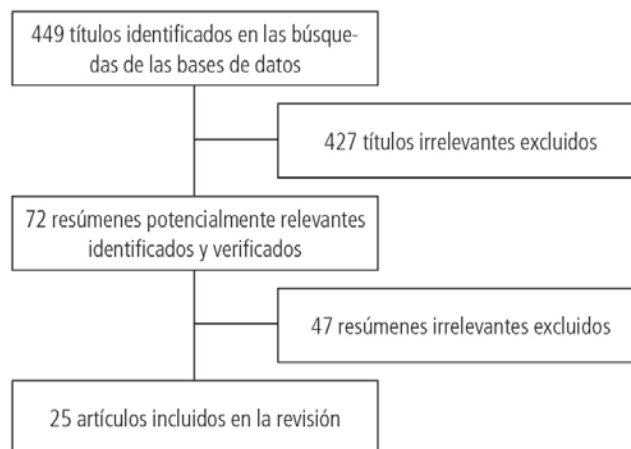 449 títulos identificados en las búsque-
das de las bases de datos
427 títulos irrelevantes excluidos
72 resúmenes potencialmente relevantes
identificados y verificados
47 resúmenes irrelevantes excluidos
25 artículos incluidos en la revisión